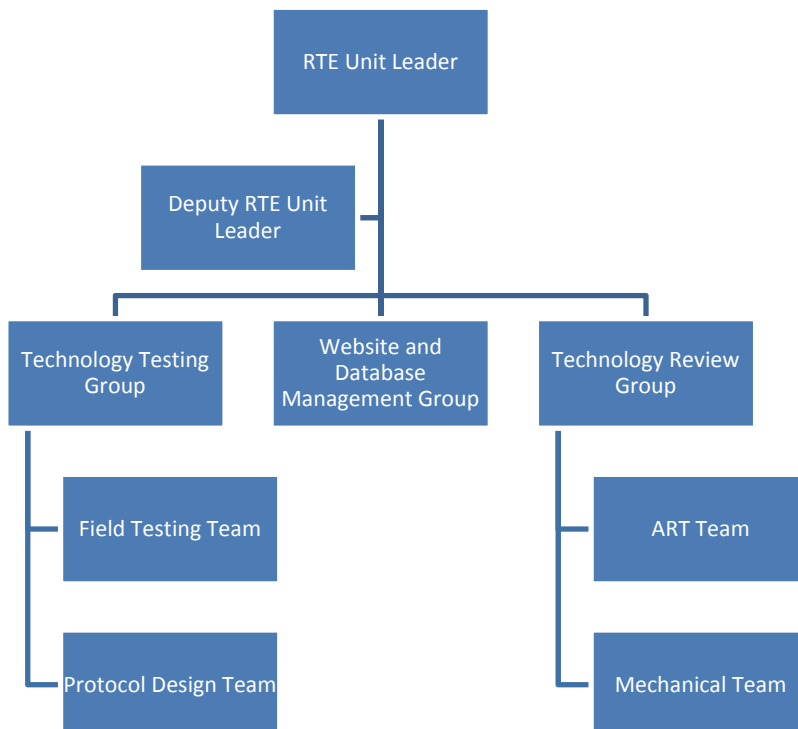 RTE Unit Leader
Deputy RTE Unit
Leader
Technology Testing
Group
Website and
Database
Management Group
Technology Review
Group
Field Testing Team
ART Team
Protocol Design Team
Mechanical Team